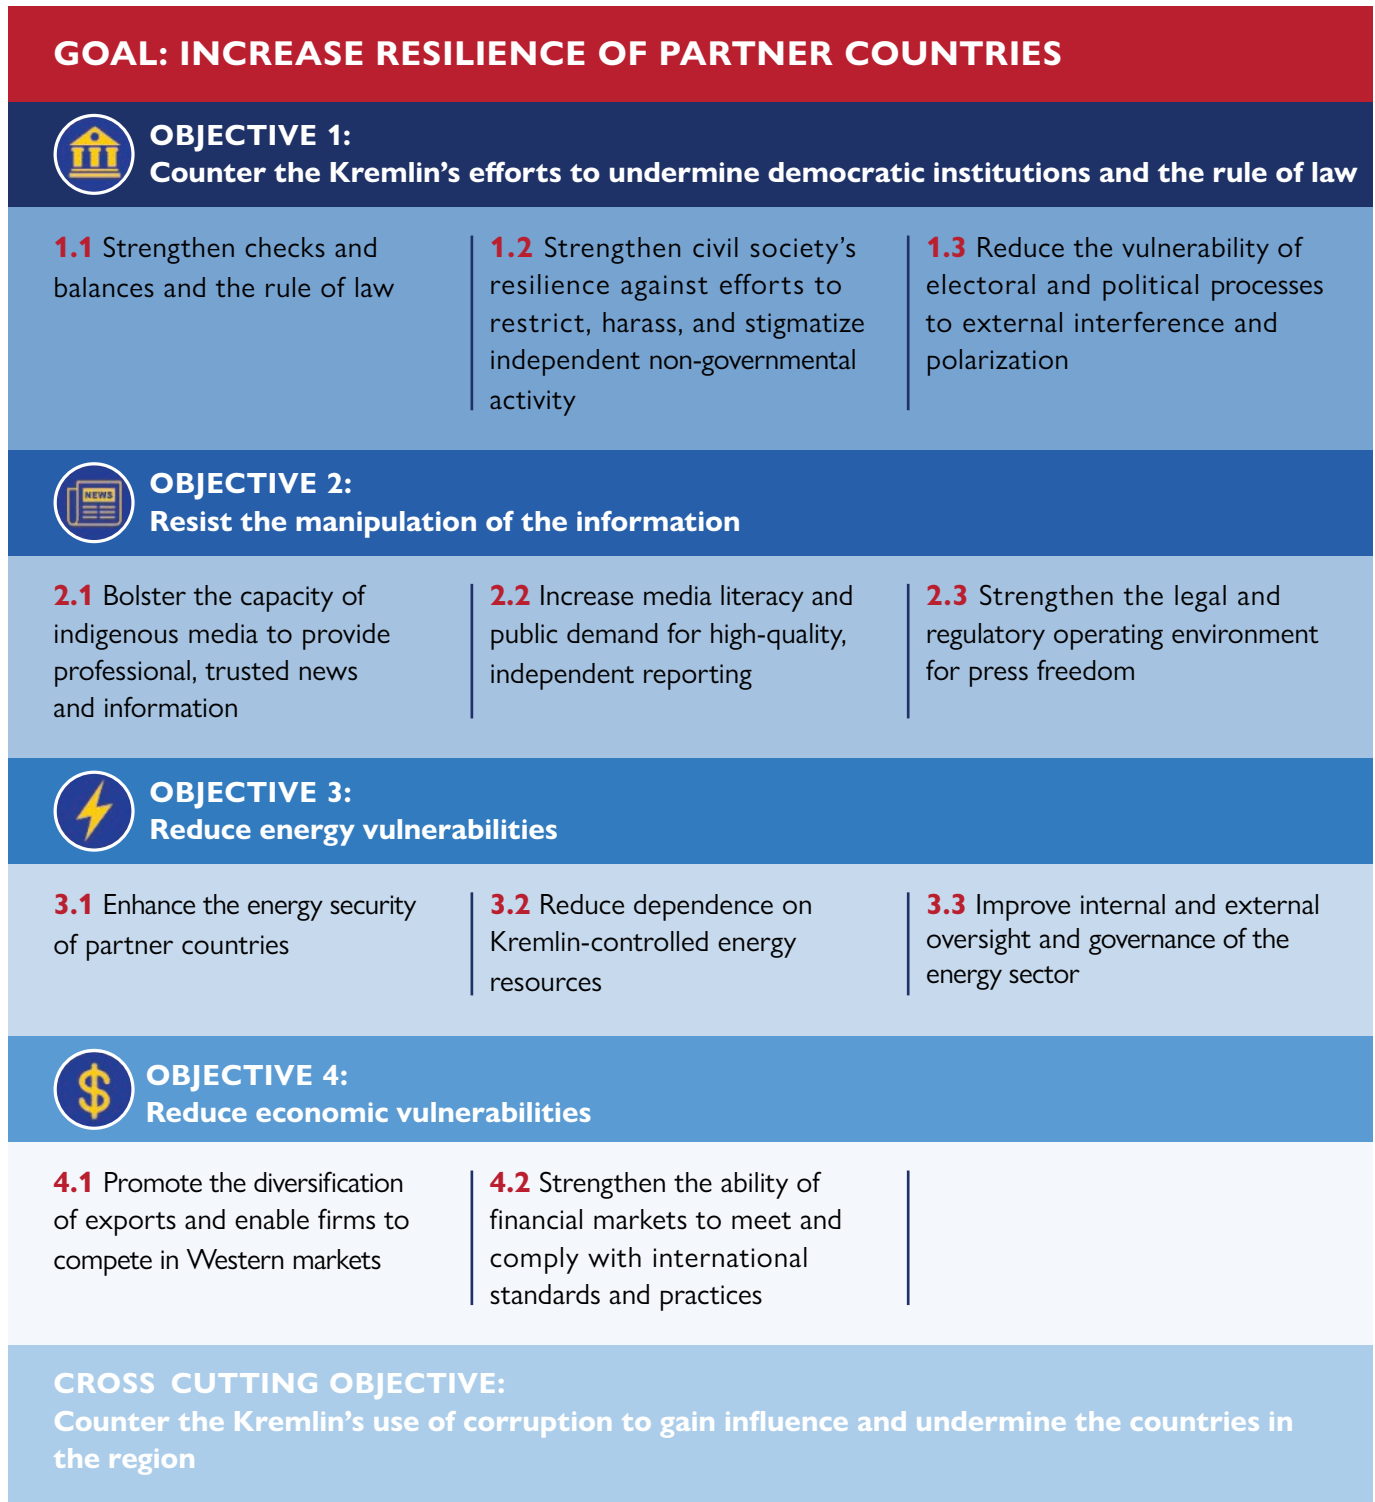 GOAL: INCREASE RESILIENCE OF PARTNER COUNTRIES
OBJECTIVE 1:
Counter the Kremlin’s efforts to undermine democratic institutions and the rule of law
1.1 Strengthen checks and
balances and the rule of law
1.2 Strengthen civil society’s
resilience against efforts to
restrict, harass, and stigmatize
independent non-governmental
activity
1.3 Reduce the vulnerability of
electoral and political processes
to external interference and
polarization
NEWS
OBJECTIVE 2:
Resist the manipulation of the information
2.1 Bolster the capacity of
indigenous media to provide
professional, trusted news
and information
2.2 Increase media literacy and
public demand for high-quality,
independent reporting
2.3 Strengthen the legal and
regulatory operating environment
for press freedom
OBJECTIVE 3:
Reduce energy vulnerabilities
3.1 Enhance the energy security
of partner countries
3.2 Reduce dependence on
Kremlin-controlled energy
resources
3.3 Improve internal and external
oversight and governance of the
energy sector
$
OBJECTIVE 4:
Reduce economic vulnerabilities
4.1 Promote the diversification
of exports and enable firms to
compete in Western markets
4.2 Strengthen the ability of
financial markets to meet and
comply with international
standards and practices
CROSS CUTTING OBJECTIVE:
Counter the Kremlin’s use of corruption to gain influence and undermine the countries in
the region